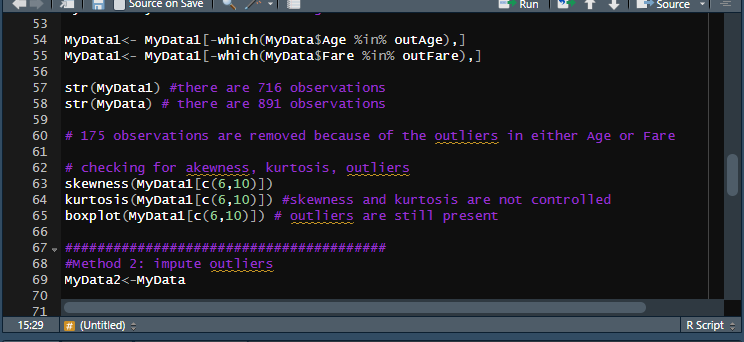 Source on Save
Run
Source
53
54 MyData1<- MyData1[-which(MyData$Age %in% outAge),]
55 MyData1<- MyData1[-which(MyData$Fare %in% outFare),]
56
57 str(MyData1) #there are 716 observations
58 str(MyData) # there are 891 observations
59
60 # 175 observations are removed because of the outliers in either Age or Fare
61
62 # checking for akewness, kurtosis, outliers
63 skewness(MyData1[c(6,10)])
64 kurtosis(MyData1[c(6,10)]) #skewness and kurtosis are not controlled
65 boxplot(MyData1[c(6,10)]) # outliers are still present
66
67 ########################################
68 #Method 2: impute outliers
69 MyData2<-MyData
70
71
15:29 # (Untitled) R Script